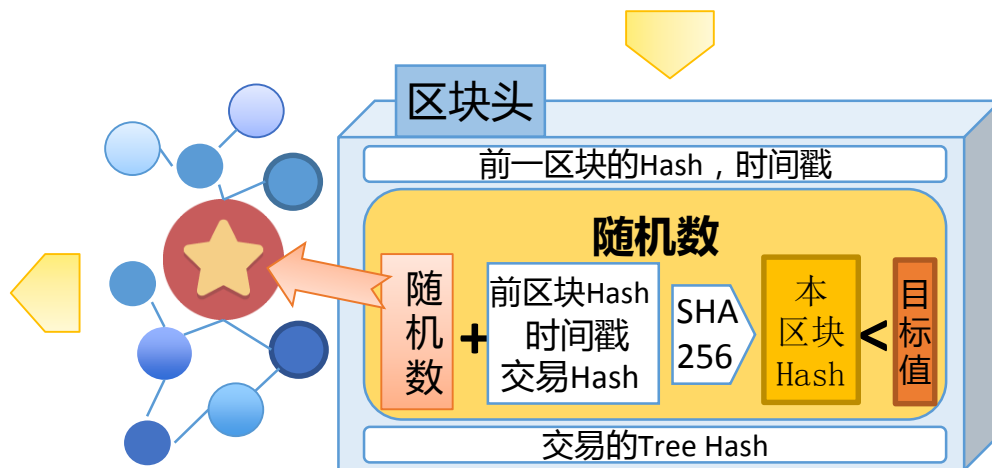 区块头
前一区块的Hash，时间戳
随机数
随机数
+
前区块Hash
时间戳
交易Hash
SHA
256
本
区块
Hash
<
目标值
交易的Tree Hash